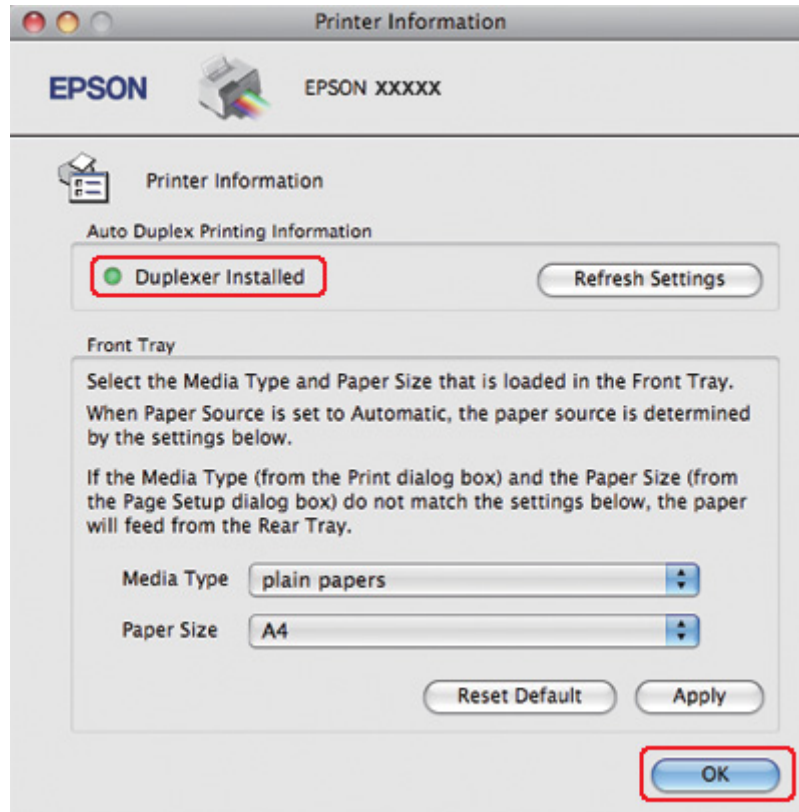 Printer Information
EPSON EPSON XXXXX
Printer Information
Auto Duplex Printing Information
Duplexer Installed Refresh Settings
Front Tray
Select the Media Type and Paper Size that is loaded in the Front Tray.
When Paper Source is set to Automatic, the paper source is determined
by the settings below.
If the Media Type (from the Print dialog box) and the Paper Size (from
the Page Setup dialog box) do not match the settings below, the paper
will feed from the Rear Tray.
Media Type plain papers
Paper Size A4
Reset Default Apply
OK